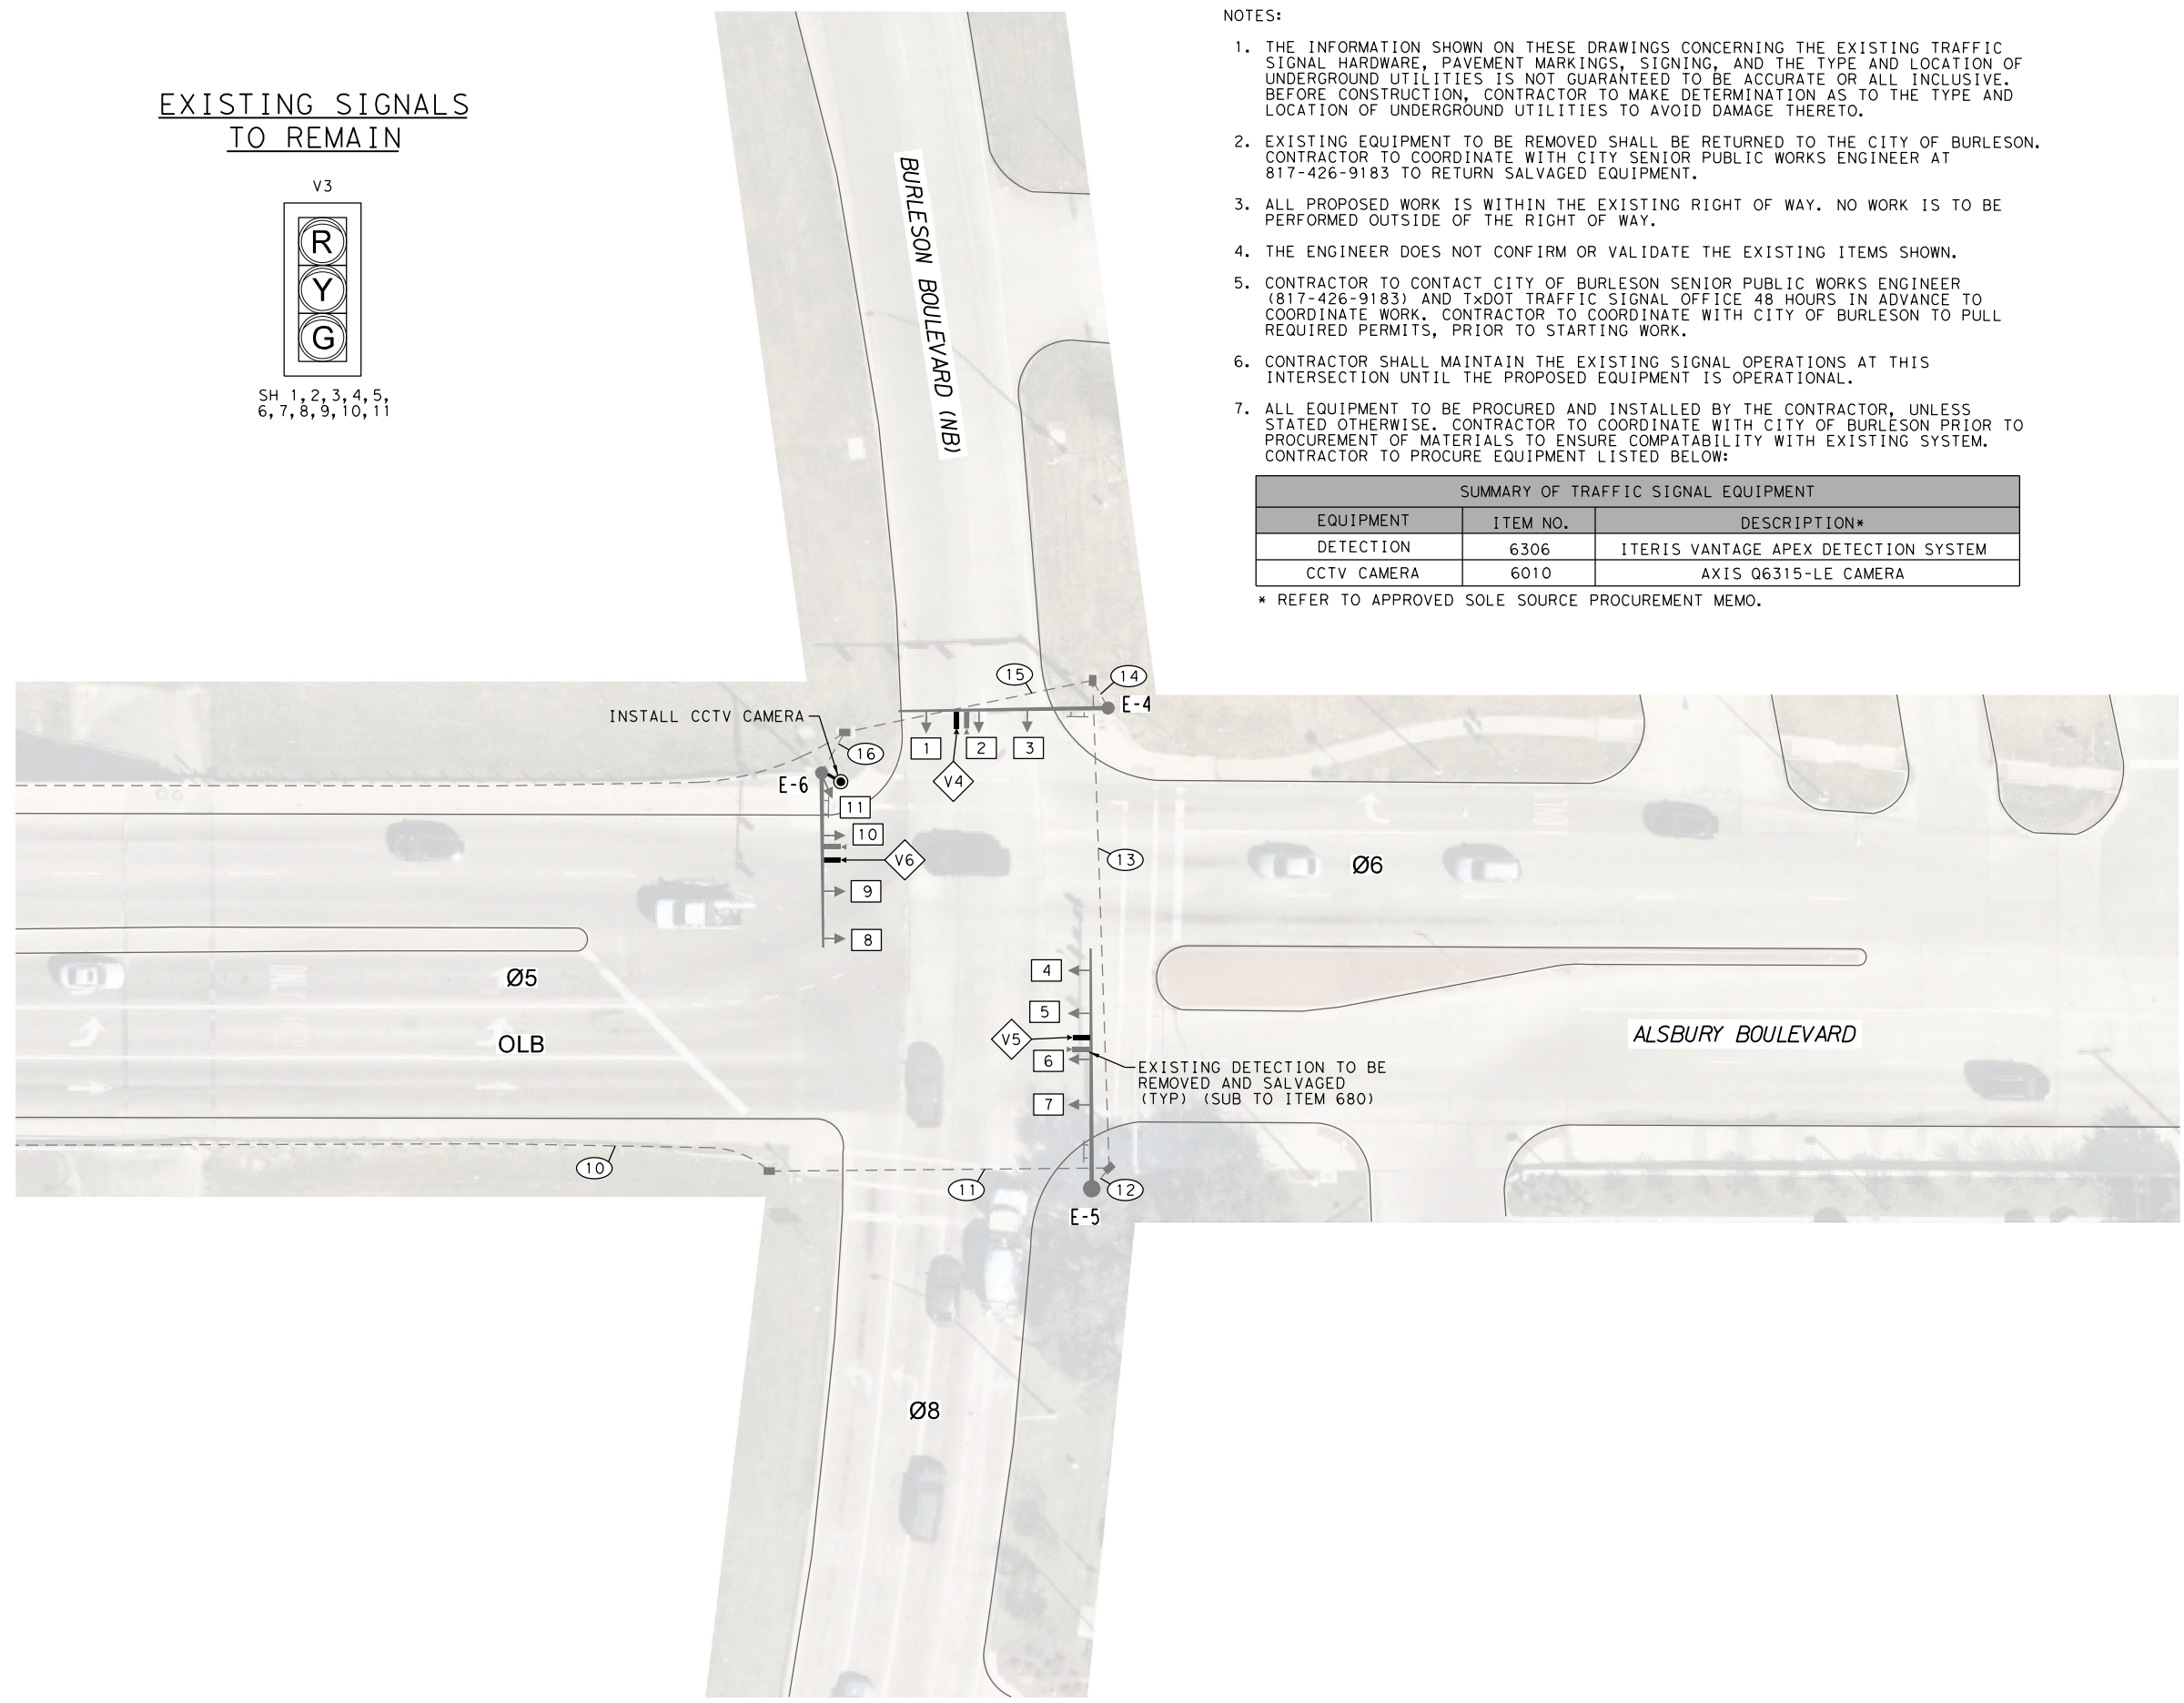 EXISTING SIGNALS
TO REMAIN
V3
R
Y
G
SH 1,2,3,4,5,
6,7,8,9,10,11
NOTES:
1. THE INFORMATION SHOWN ON THESE DRAWINGS CONCERNING THE EXISTING TRAFFIC
SIGNAL HARDWARE, PAVEMENT MARKINGS, SIGNING, AND THE TYPE AND LOCATION OF
UNDERGROUND UTILITIES IS NOT GUARANTEED TO BE ACCURATE OR ALL INCLUSIVE.
BEFORE CONSTRUCTION, CONTRACTOR TO MAKE DETERMINATION AS TO THE TYPE AND
LOCATION OF UNDERGROUND UTILITIES TO AVOID DAMAGE THERETO.
2. EXISTING EQUIPMENT TO BE REMOVED SHALL BE RETURNED TO THE CITY OF BURLESON.
CONTRACTOR TO COORDINATE WITH CITY SENIOR PUBLIC WORKS ENGINEER AT
817-426-9183 TO RETURN SALVAGED EQUIPMENT.
3. ALL PROPOSED WORK IS WITHIN THE EXISTING RIGHT OF WAY. NO WORK IS TO BE
PERFORMED OUTSIDE OF THE RIGHT OF WAY.
4. THE ENGINEER DOES NOT CONFIRM OR VALIDATE THE EXISTING ITEMS SHOWN.
5. CONTRACTOR TO CONTACT CITY OF BURLESON SENIOR PUBLIC WORKS ENGINEER
(817-426-9183) AND TxDOT TRAFFIC SIGNAL OFFICE 48 HOURS IN ADVANCE TO
COORDINATE WORK. CONTRACTOR TO COORDINATE WITH CITY OF BURLESON TO PULL
REQUIRED PERMITS, PRIOR TO STARTING WORK.
6. CONTRACTOR SHALL MAINTAIN THE EXISTING SIGNAL OPERATIONS AT THIS
INTERSECTION UNTIL THE PROPOSED EQUIPMENT IS OPERATIONAL.
7. ALL EQUIPMENT TO BE PROCURED AND INSTALLED BY THE CONTRACTOR, UNLESS
STATED OTHERWISE. CONTRACTOR TO COORDINATE WITH CITY OF BURLESON PRIOR TO
PROCUREMENT OF MATERIALS TO ENSURE COMPATABILITY WITH EXISTING SYSTEM.
CONTRACTOR TO PROCURE EQUIPMENT LISTED BELOW:
SUMMARY OF TRAFFIC SIGNAL EQUIPMENT
EQUIPMENT ITEM NO. DESCRIPTION*
DETECTION 6306 ITERIS VANTAGE APEX DETECTION SYSTEM
CCTV CAMERA 6010 AXIS Q6315-LE CAMERA
* REFER TO APPROVED SOLE SOURCE PROCUREMENT MEMO.
BURLESON BOULEVARD (NB)
15
14
E-4
INSTALL CCTV CAMERA
1
2
3
16
V4
E-6
11
10
V6
9
8
13
Ø6
4
5
V5
6
7
Ø5
OLB
ALSBURY BOULEVARD
EXISTING DETECTION TO BE
REMOVED AND SALVAGED
(TYP) (SUB TO ITEM 680)
10
11
12
E-5
Ø8